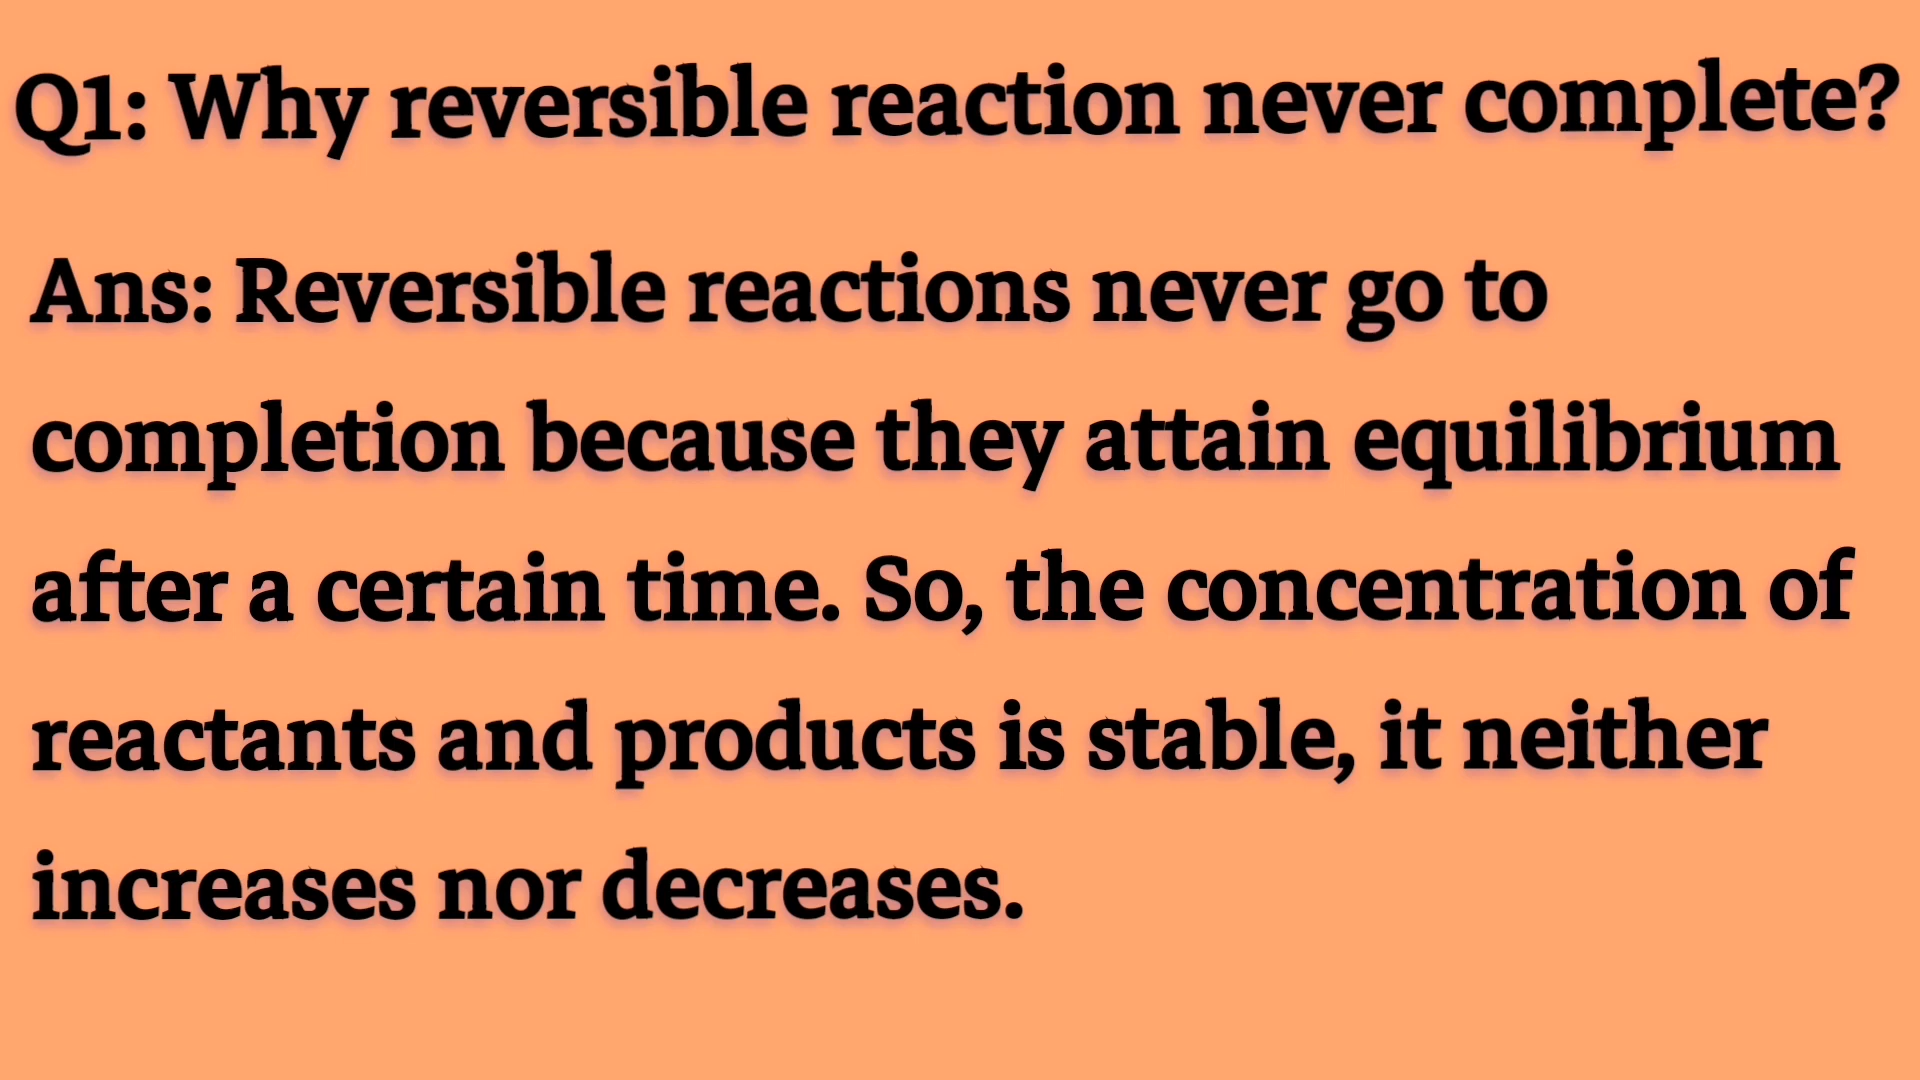 Q1: Why reversible reaction never complete?
Ans: Reversible reactions never go to
completion because they attain equilibrium
after a certain time. So, the concentration of
reactants and products is stable, it neither
increases nor decreases.